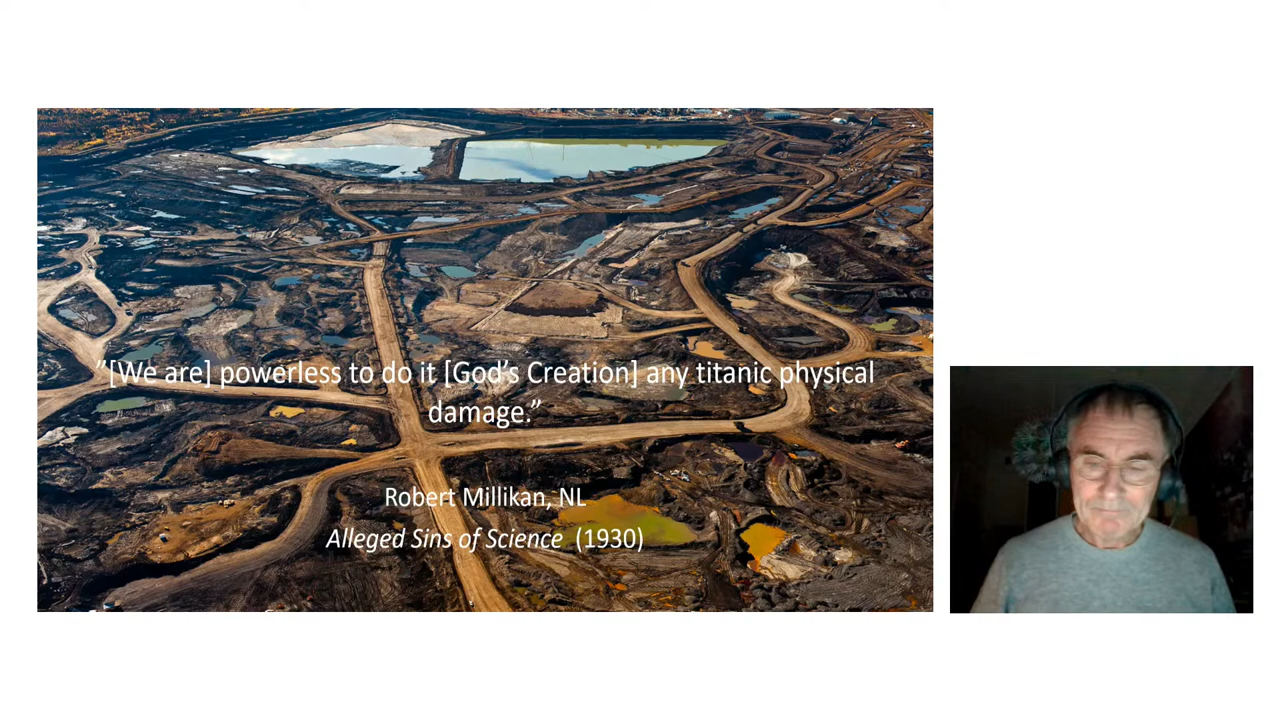 ”[We are] powerless to do it [God’s Creation] any titanic physical
damage.”
Robert Millikan, NL
Alleged Sins of Science (1930)